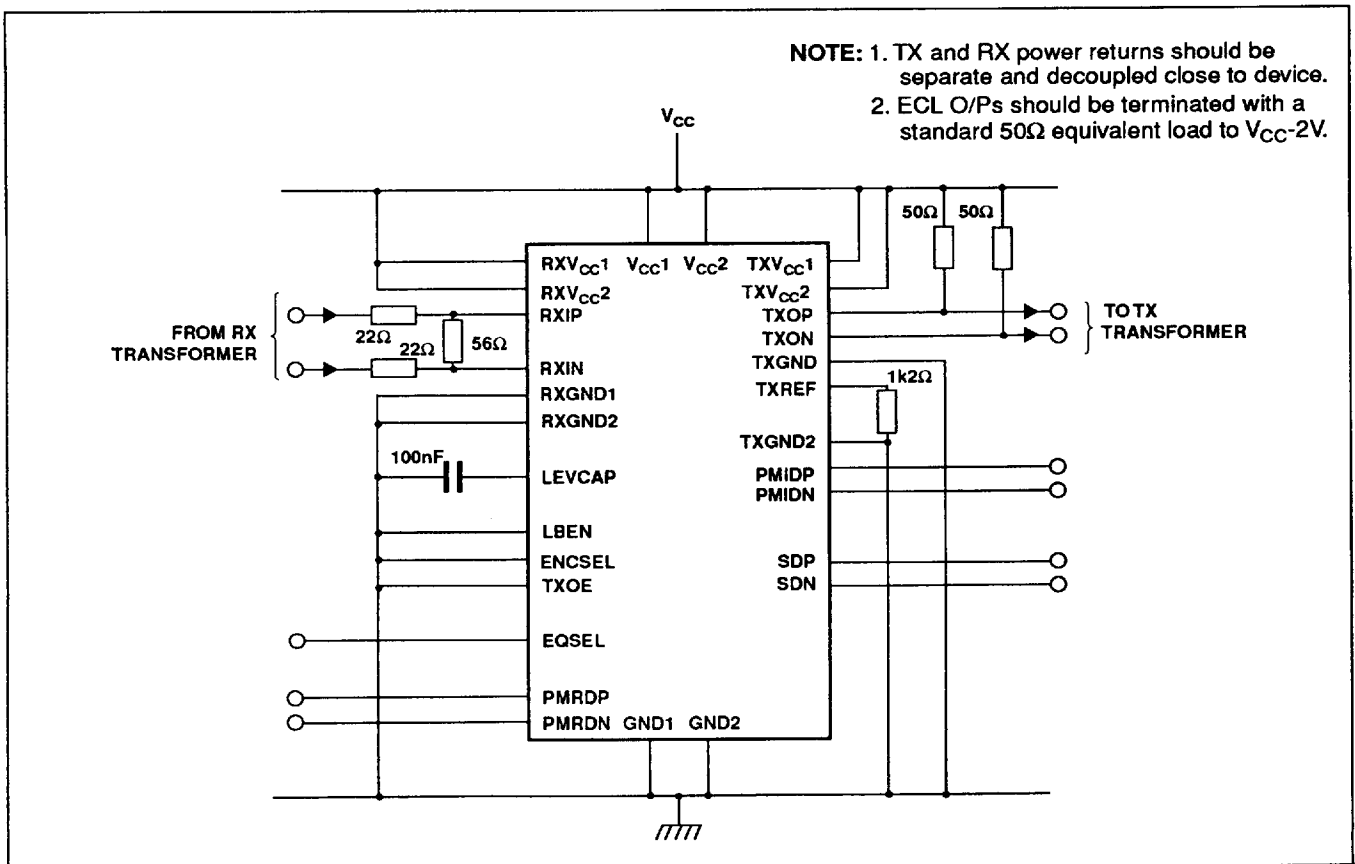 NOTE: 1. TX and RX power returns should be
separate and decoupled close to device.
2. ECL O/Ps should be terminated with a
standard 50Ω equivalent load to VCC-2V.
VCC
50Ω 50Ω
RXVCC1 VCC1 VCC2 TXVCC1
RXVCC2 TXVCC2
RXIP TXOP
FROM RX
TRANSFORMER
22Ω
22Ω
56Ω
TO TX
TRANSFORMER
TXON
RXIN TXGND
RXGND1 TXREF
1k2Ω
RXGND2 TXGND2
100nF
LEVCAP PMIDP
PMIDN
LBEN
ENCSEL SDP
TXOE SDN
EQSEL
PMRDP
PMRDN GND1 GND2